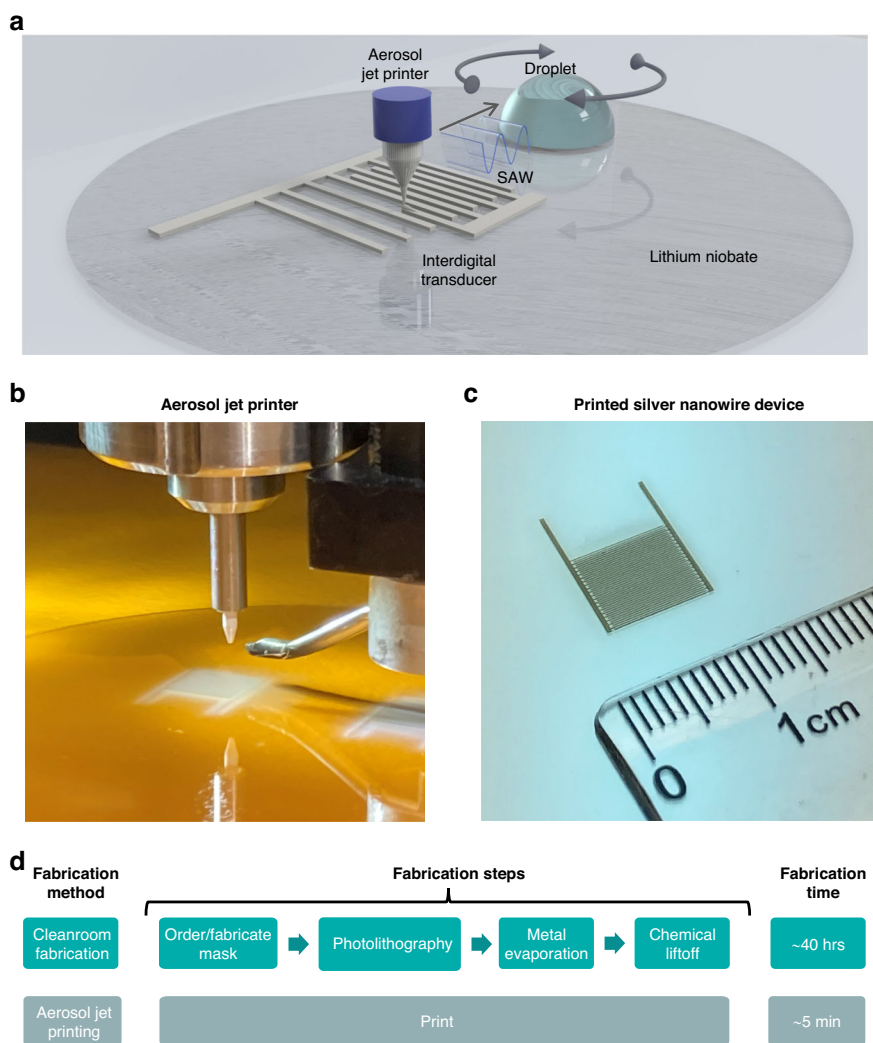 a
Aerosol
jet printer
Droplet
SAW
Interdigital
transducer
Lithium niobate
b
Aerosol jet printer
c
Printed silver nanowire device
0
1cm
d
Fabrication
method
Fabrication steps
Fabrication
time
Cleanroom
fabrication
Order/fabricate
mask
Photolithography
Metal
evaporation
Chemical
liftoff
~40 hrs
Aerosol jet
printing
Print
~5 min